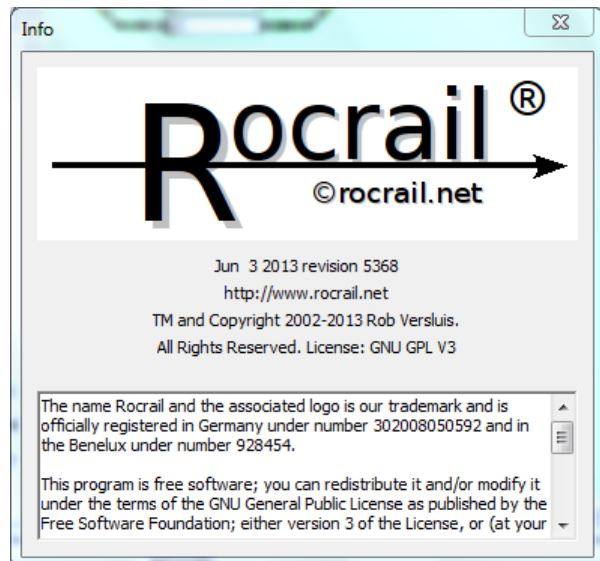 Info
Rocrail ®
©rocrail.net
Jun 3 2013 revision 5368
http://www.rocrail.net
TM and Copyright 2002-2013 Rob Versluis.
All Rights Reserved. License: GNU GPL V3
The name Rocrail and the associated logo is our trademark and is
officially registered in Germany under number 302008050592 and in
the Benelux under number 928454.
This program is free software; you can redistribute it and/or modify it
under the terms of the GNU General Public License as published by the
Free Software Foundation; either version 3 of the License, or (at your